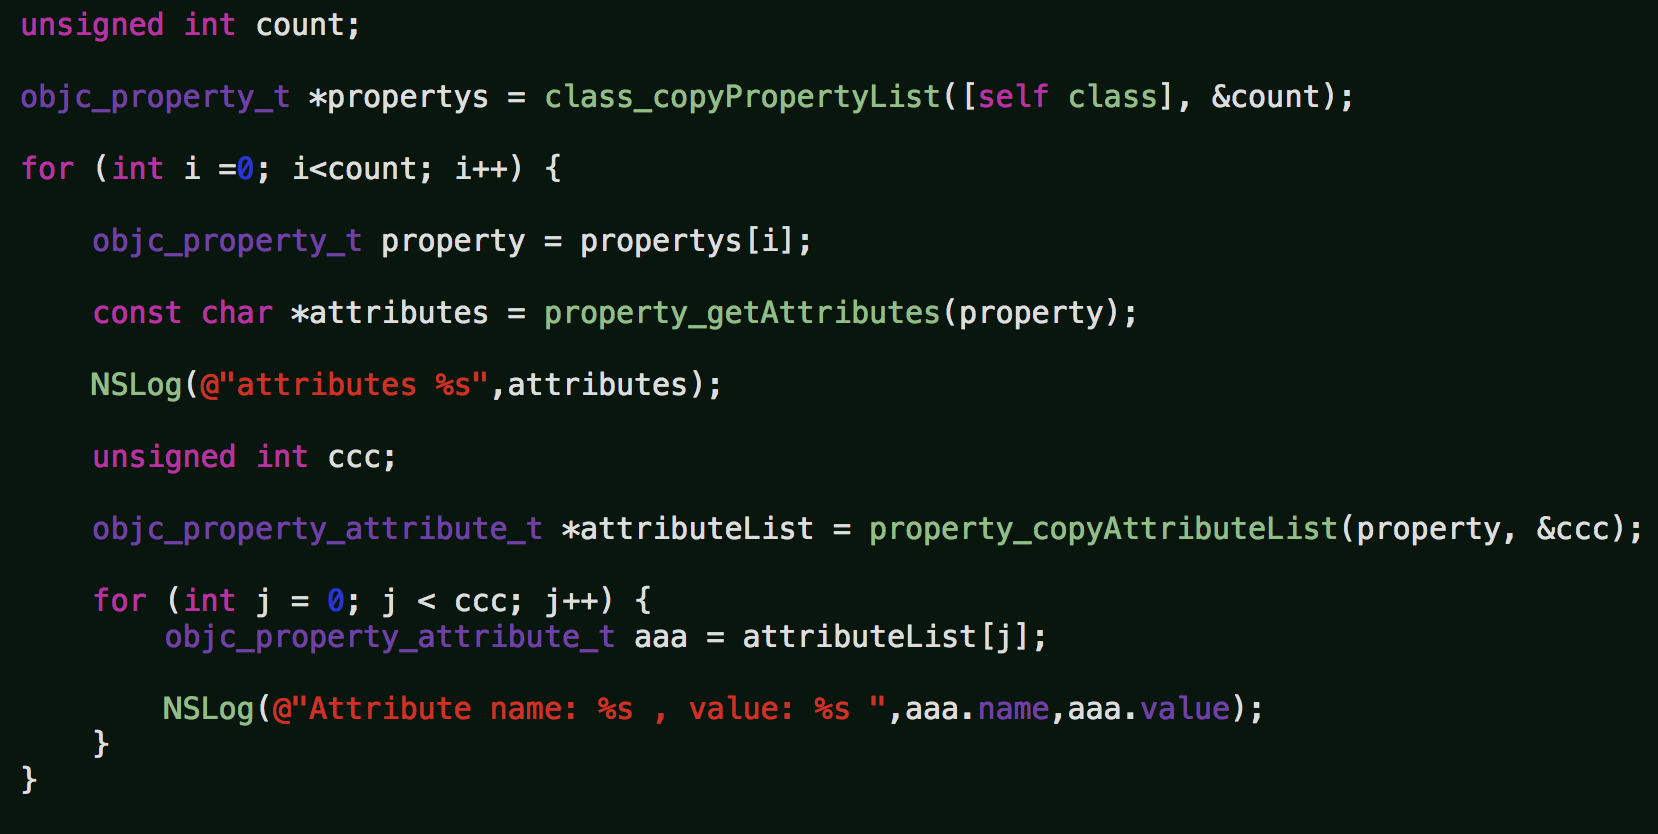 unsigned int count;
objc_property_t *propertys = class_copyPropertyList([self class], &count);
for (int i =0; i<count; i++) {
objc_property_t property = propertys[i];
const char *attributes = property_getAttributes(property);
NSLog(@"attributes %s",attributes);
unsigned int ccc;
objc_property_attribute_t *attributeList = property_copyAttributeList(property, &ccc);
for (int j = 0; j < ccc; j++) {
objc_property_attribute_t aaa = attributeList[j];
NSLog(@"Attribute name: %s , value: %s ",aaa.name,aaa.value);
}
}